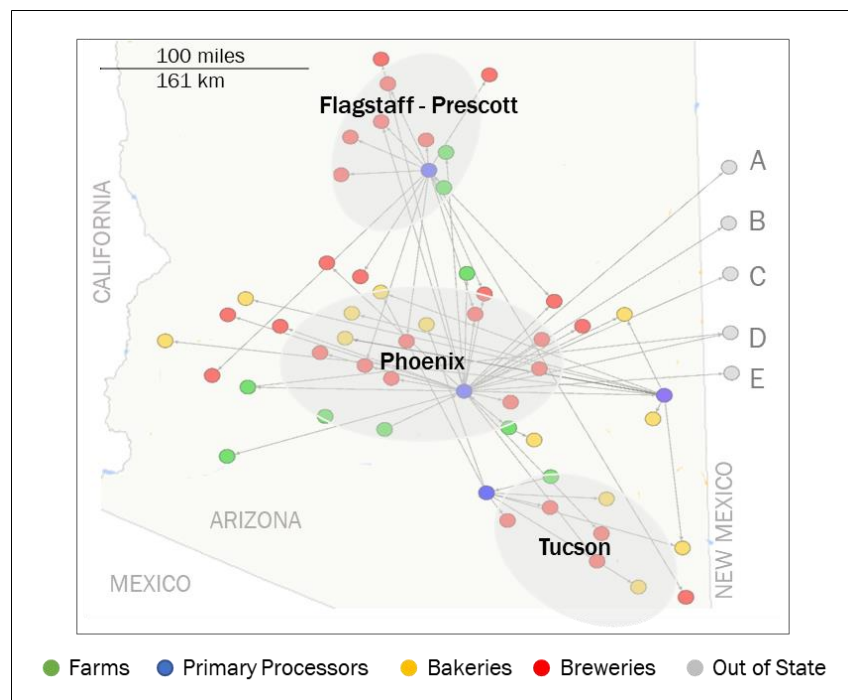 100 miles
161 km
Flagstaff - Prescott
A
B
C
D
E
CALIFORNIA
Phoenix
ARIZONA
Tucson
NEW MEXICO
MEXICO
Farms
Primary Processors
Bakeries
Breweries
Out of State